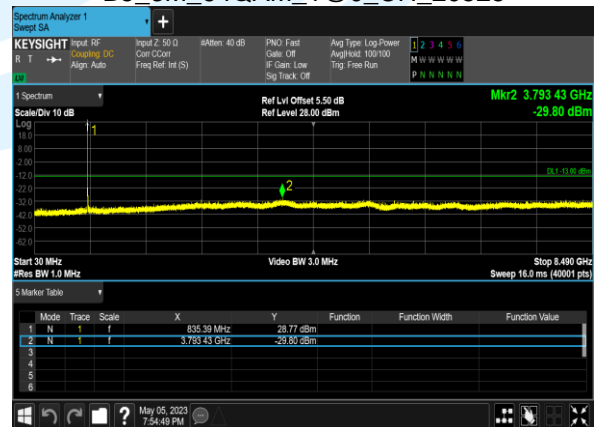 Spectrum Analyzer 1
Swept SA
+
KEYSIGHT Input: RF Input Z: 50 Ω #Atten: 40 dB PNO: Fast Avg Type: Log-Power 1 2 3 4 5 6
R T Coupling: DC Corr CCorr Gate: Off Avg|Hold: 100/100 M W W W W W
Align: Auto Freq Ref: Int (S) IF Gain: Low Trig: Free Run
Sig Track: Off P N N N N N
1 Spectrum Ref Lvl Offset 5.50 dB Mkr2 3.793 43 GHz
Scale/Div 10 dB Ref Level 28.00 dBm -29.80 dBm
Log
18.0 1
8.00
-2.00
-12.0 DL1 -13.00 dBm
-22.0 2
-32.0
-42.0
-52.0
-62.0
Start 30 MHz Video BW 3.0 MHz Stop 8.490 GHz
#Res BW 1.0 MHz Sweep 16.0 ms (40001 pts)
5 Marker Table
Mode Trace Scale X Y Function Function Width Function Value
1 N 1 f 835.39 MHz 28.77 dBm
2 N 1 f 3.793 43 GHz -29.80 dBm
3
4
5
6
? May 05, 2023
7:54:49 PM